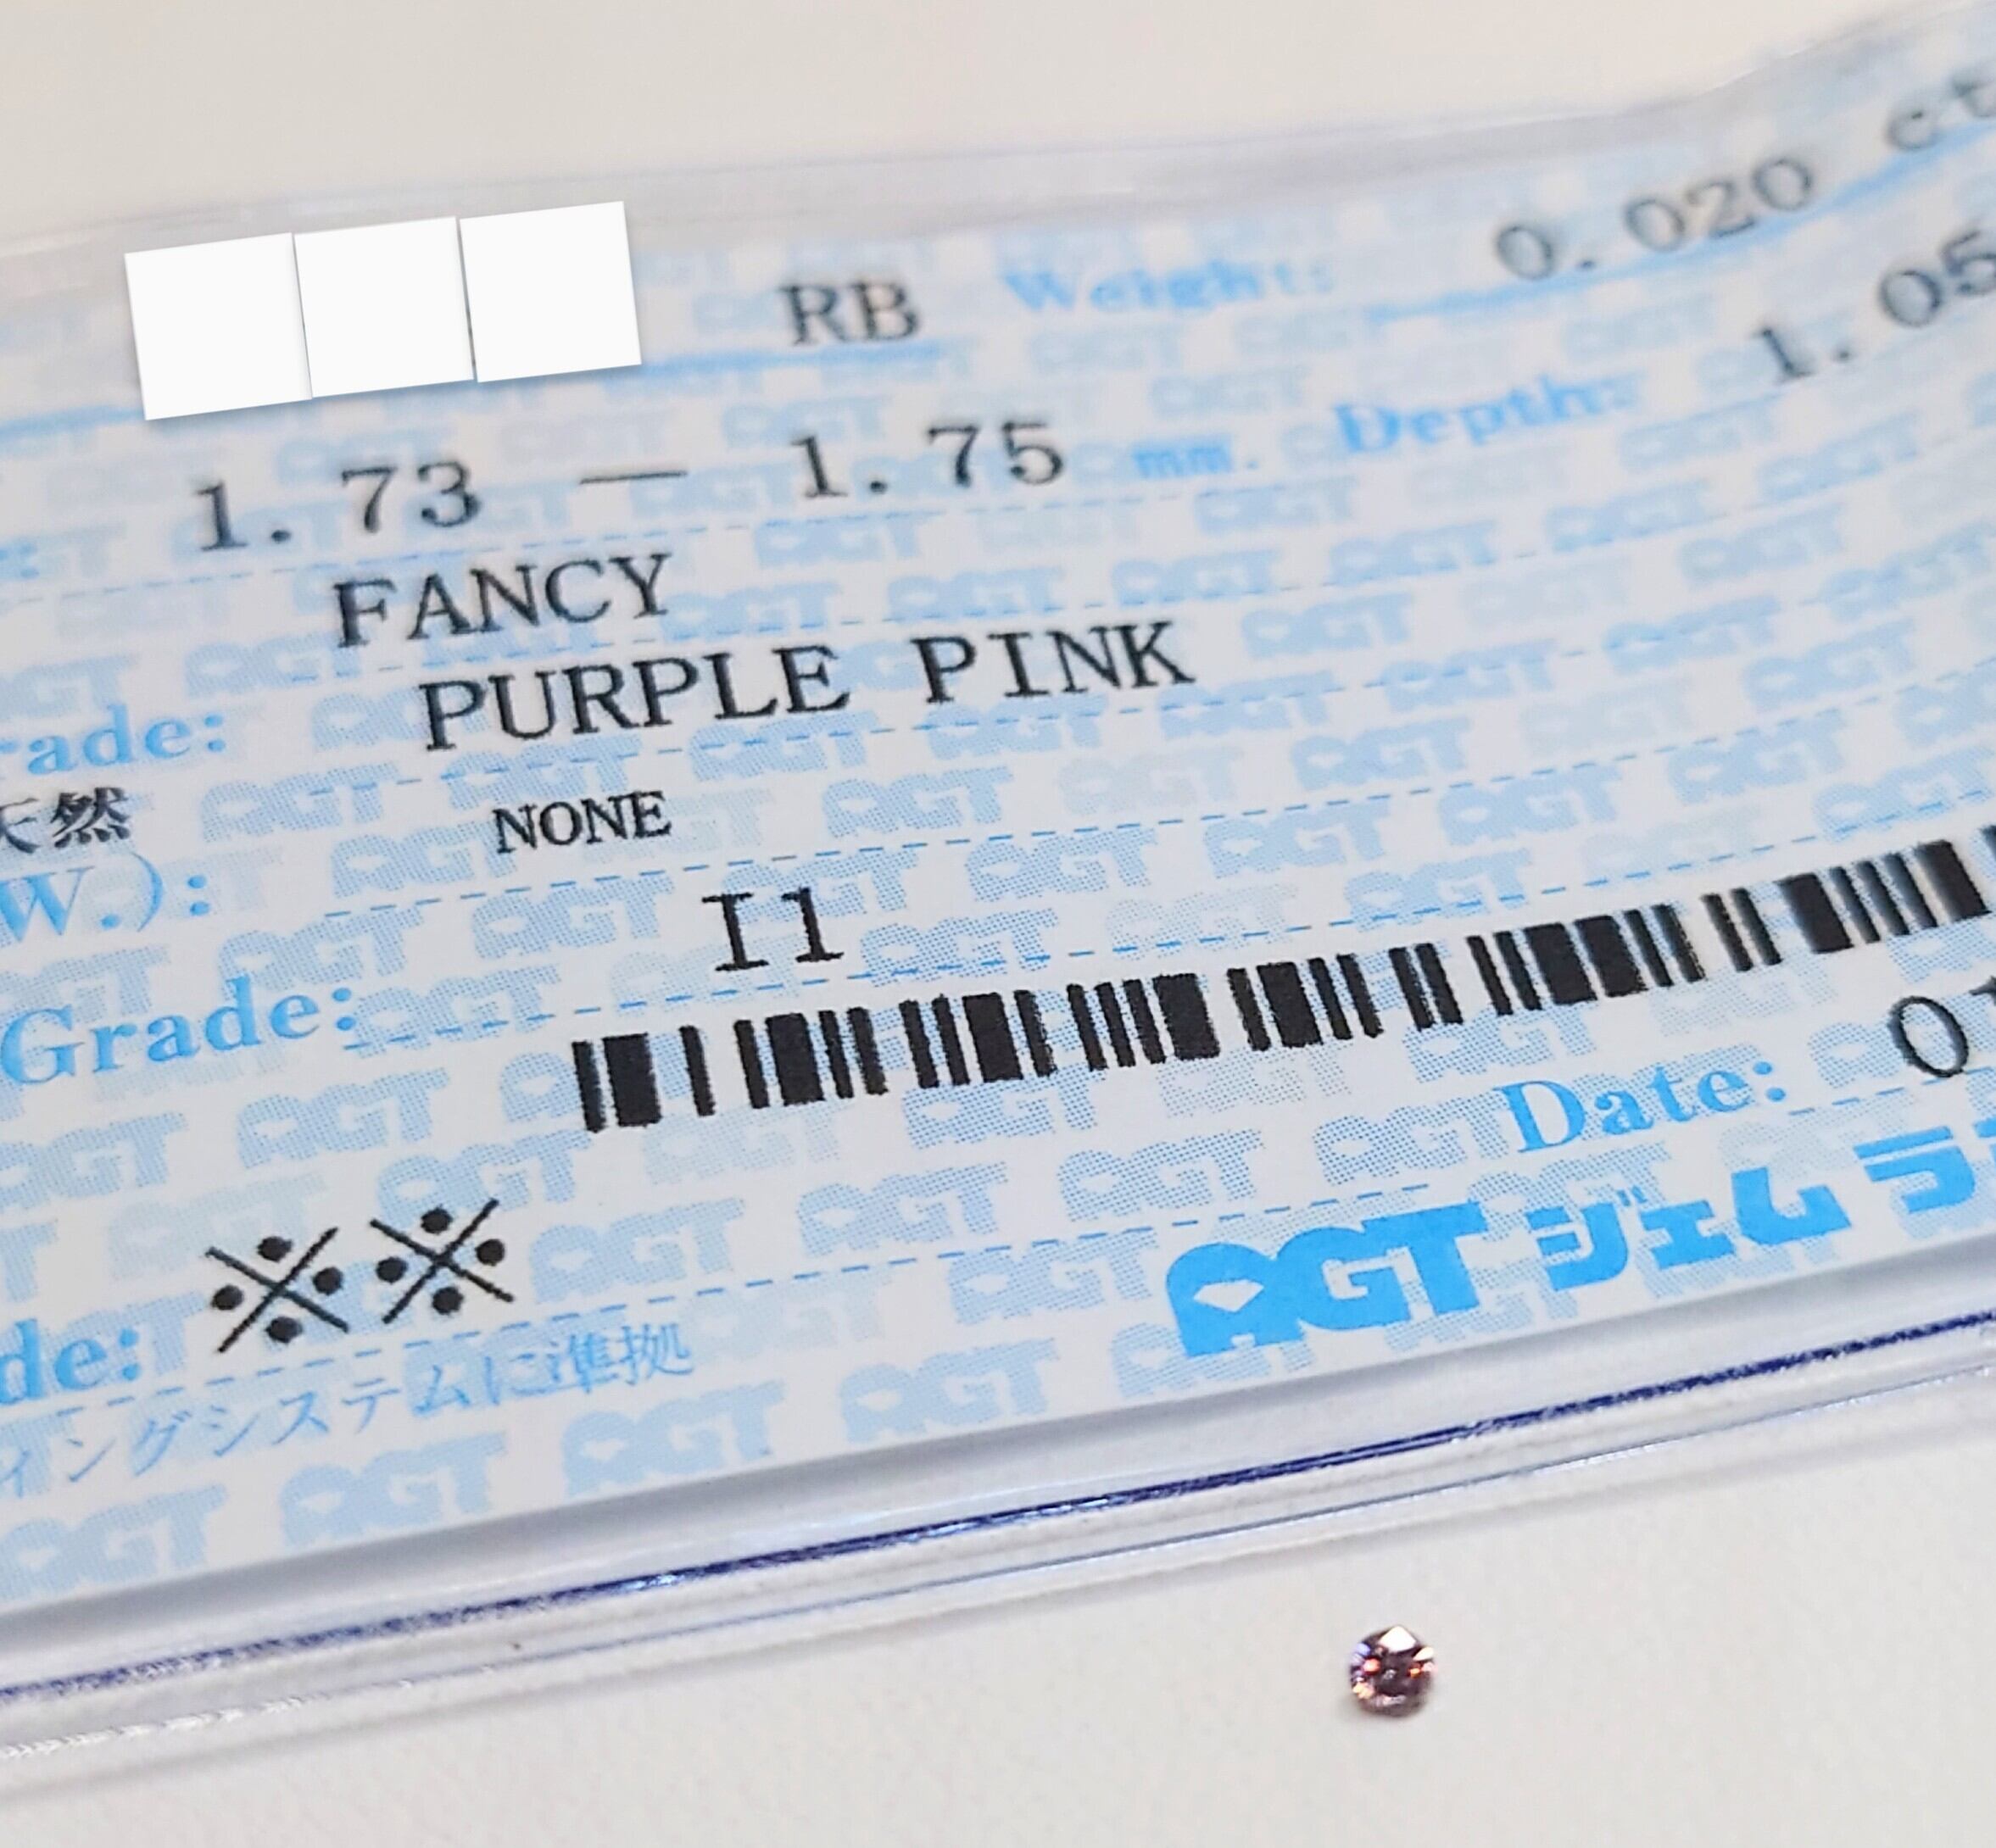 RB Weight: 0.020 ct
1.73 — 1.75 mm. Depth: 1.05
FANCY
rade: PURPLE PINK
天然 NONE
W.):
Grade: I1
Date: 01
de: ※※
ィングシステムに準拠
AGT ジェム ラ